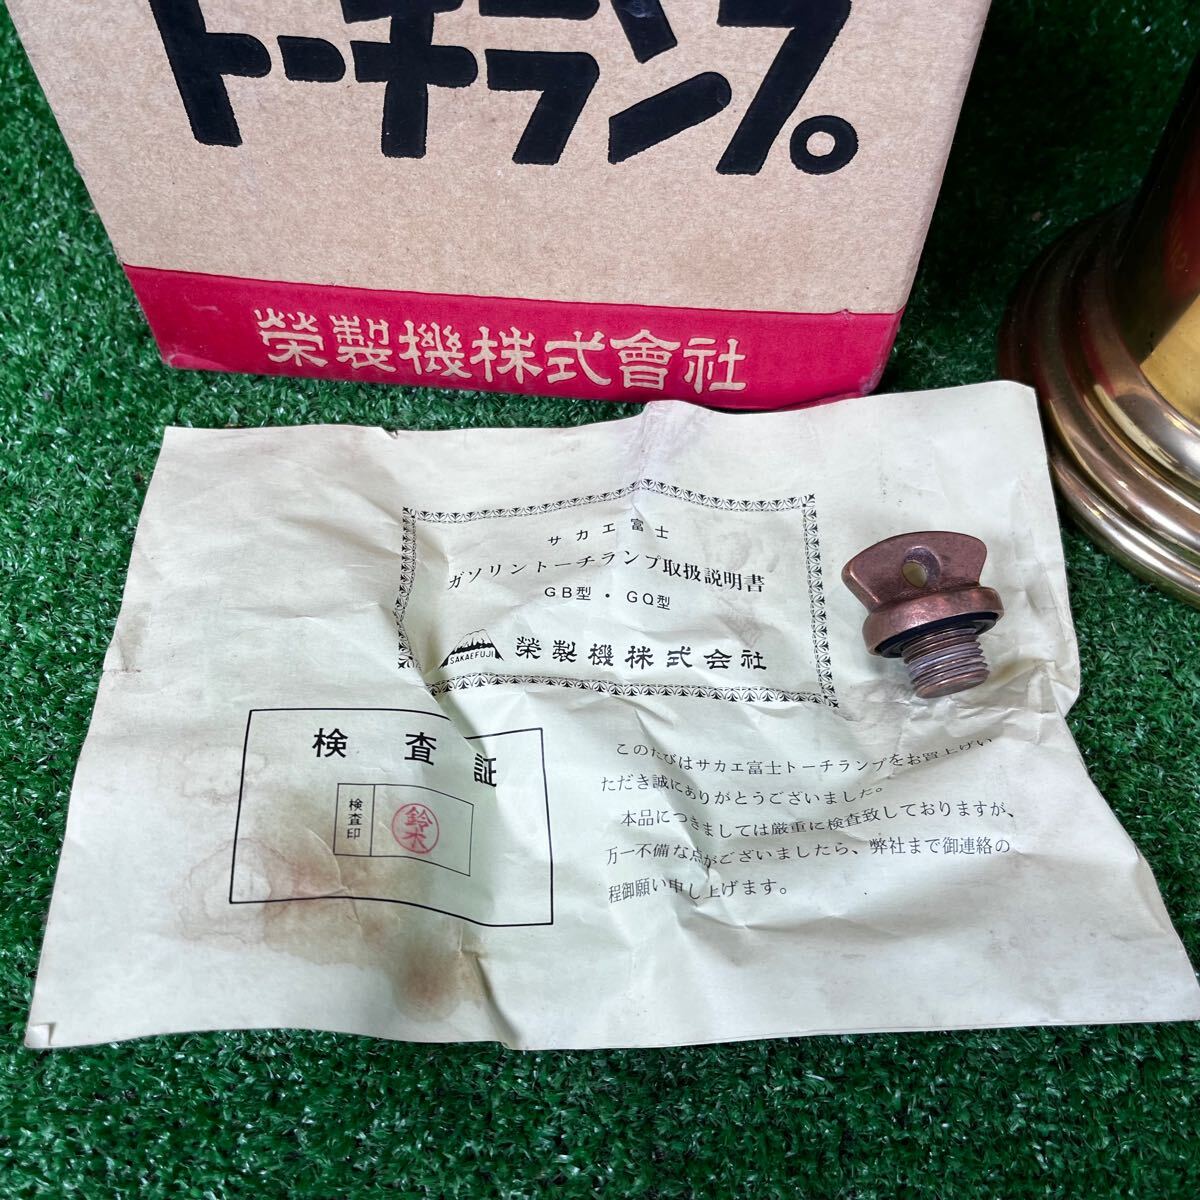 トーチランプ
榮製機株式會社
サカエ富士
ガソリントーチランプ取扱説明書
GB型・GQ型
SAKAEFUJI
榮製機株式会社
検査証
検査印
鈴木
このたびはサカエ富士トーチランプをお買上げい
ただき誠にありがとうございました。
本品につきましては厳重に検査致しておりますが、
万一不備な点がございましたら、弊社まで御連絡の
程御願い申し上げます。